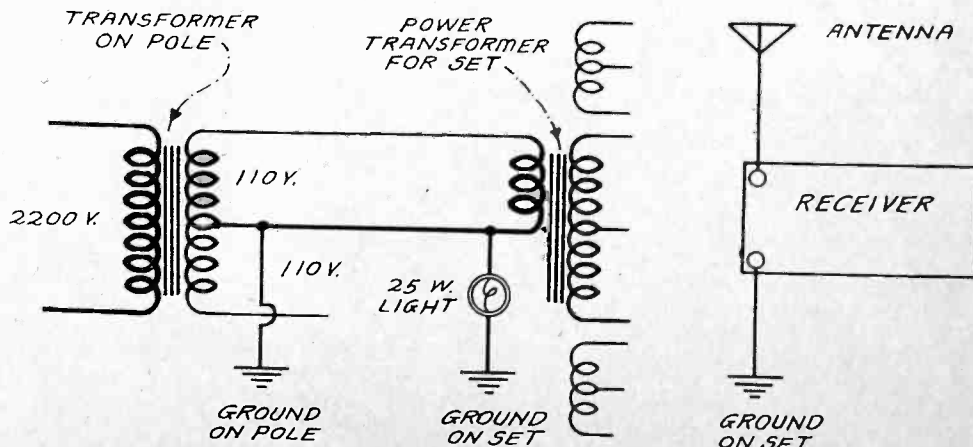 TRANSFORMER
ON POLE
POWER
TRANSFORMER
FOR SET
ANTENNA
2200 V.
110 V.
110 V.
25 W.
LIGHT
RECEIVER
GROUND
ON POLE
GROUND
ON SET
GROUND
ON SET